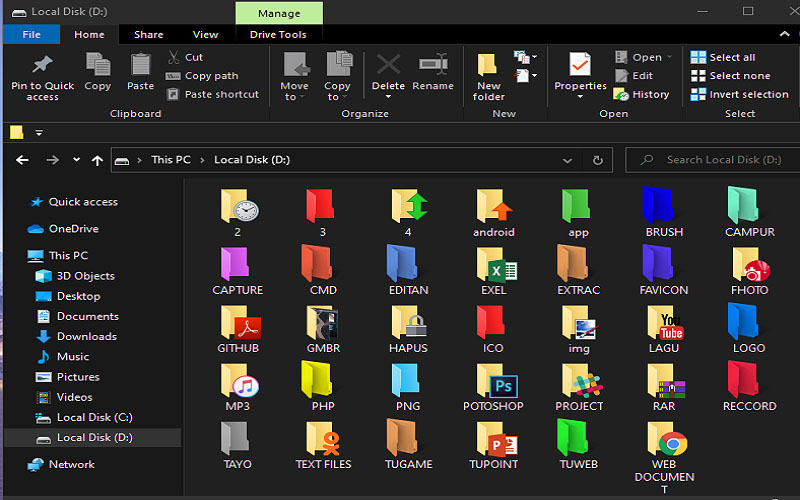 Local Disk (D:)
Manage
File
Home
Share
View
Drive Tools
Pin to Quick
access
Copy
Paste
Cut
Copy path
Paste shortcut
Clipboard
Move
to
Copy
to
Delete
Rename
Organize
New
folder
New
Properties
Open
Edit
History
Open
Select all
Select none
Invert selection
Select
This PC
Local Disk (D:)
Search Local Disk (D:)
Quick access
OneDrive
This PC
3D Objects
Desktop
Documents
Downloads
Music
Pictures
Videos
Local Disk (C:)
Local Disk (D:)
Network
2
3
4
android
app
BRUSH
CAMPUR
CAPTURE
CMD
EDITAN
EXEL
EXTRAC
FAVICON
FHOTO
GITHUB
GMBR
HAPUS
ICO
img
You
Tube
LAGU
LOGO
MP3
PHP
PNG
Ps
POTOSHOP
PROJECT
RAR
RECCORD
TAYO
TEXT FILES
TUGAME
P
TUPOINT
TUWEB
WEB
DOCUMEN
T